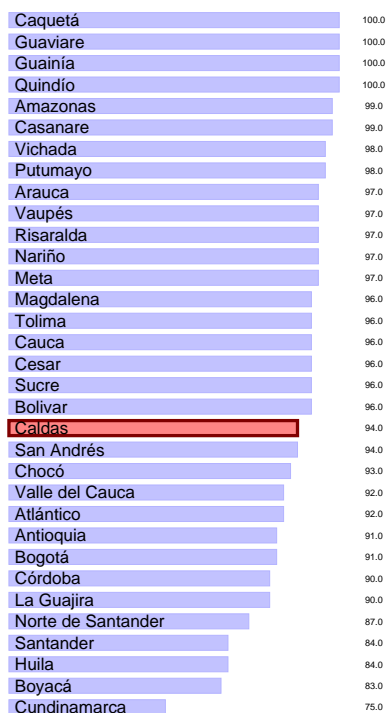 Caquetá 100.0
Guaviare 100.0
Guainía 100.0
Quindío 100.0
Amazonas 99.0
Casanare 99.0
Vichada 98.0
Putumayo 98.0
Arauca 97.0
Vaupés 97.0
Risaralda 97.0
Nariño 97.0
Meta 97.0
Magdalena 96.0
Tolima 96.0
Cauca 96.0
Cesar 96.0
Sucre 96.0
Bolivar 96.0
Caldas 94.0
San Andrés 94.0
Chocó 93.0
Valle del Cauca 92.0
Atlántico 92.0
Antioquia 91.0
Bogotá 91.0
Córdoba 90.0
La Guajira 90.0
Norte de Santander 87.0
Santander 84.0
Huila 84.0
Boyacá 83.0
Cundinamarca 75.0